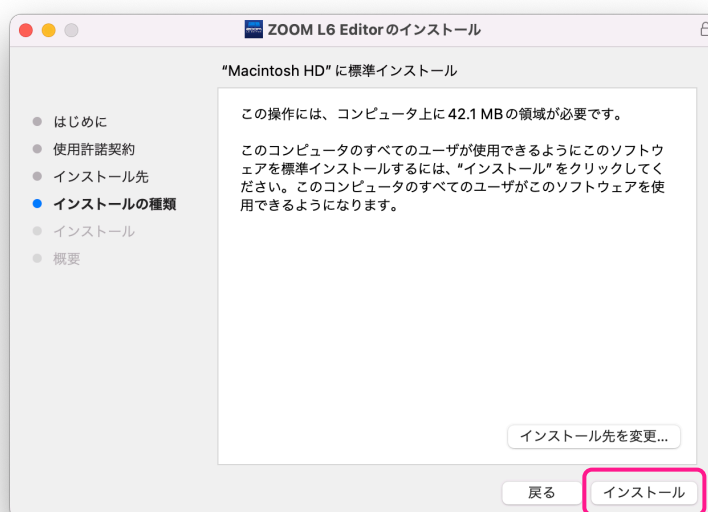 ZOOM L6 Editorのインストール
“Macintosh HD” に標準インストール
はじめに
使用許諾契約
インストール先
インストールの種類
インストール
概要
この操作には、コンピュータ上に42.1 MBの領域が必要です。
このコンピュータのすべてのユーザが使用できるようにこのソフトウ
ェアを標準インストールするには、“インストール” をクリックしてく
ださい。このコンピュータのすべてのユーザがこのソフトウェアを使
用できるようになります。
インストール先を変更...
戻る
インストール